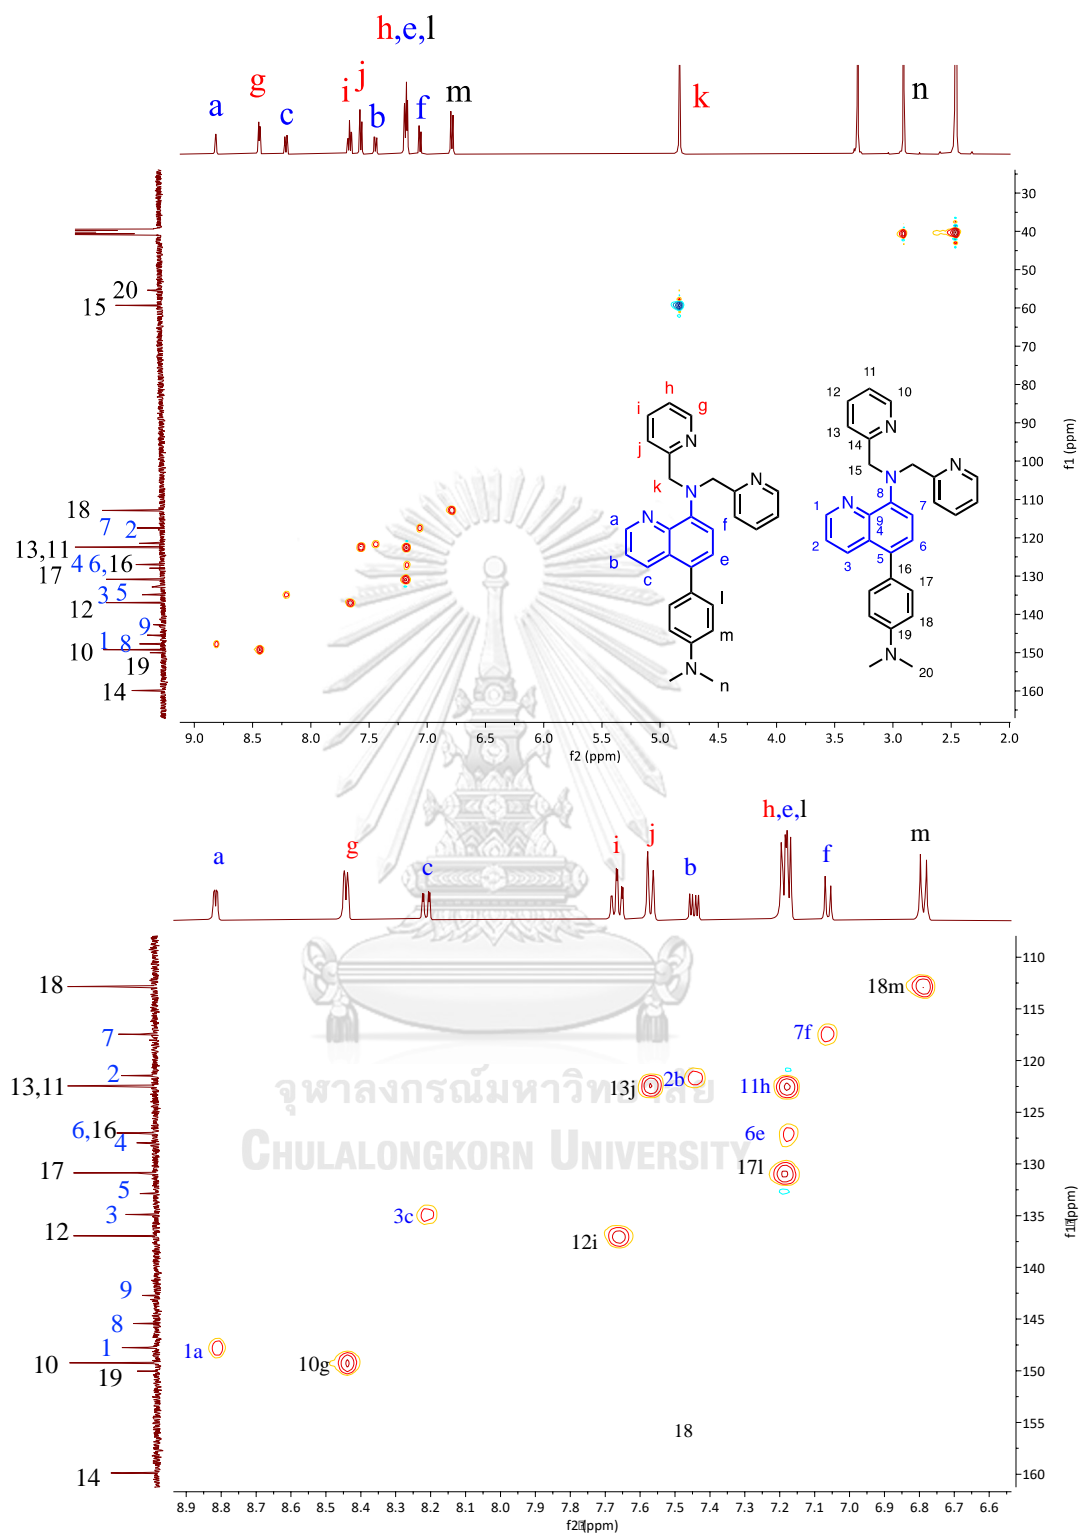 h,e,l
a
g
c
i
j
b
f
m
k
n
30
40
50
60
70
80
90
100
110
120
130
140
150
160
f1 (ppm)
20
15
18
7 2
13,11
4 6,16
17
3 5
12
9
1 8
10
19
14
h
i
g
j
N
k
N
N
N
a
f
b
e
c
l
m
N
n
11
12
10
13
N
14
15
N
N
8
1
N
7
9
4
2
6
3
5
16
17
18
19
N
20
9.0 8.5 8.0 7.5 7.0 6.5 6.0 5.5 5.0 4.5 4.0 3.5 3.0 2.5 2.0
f2 (ppm)
h,e,l
a
g
c
i
j
b
f
m
18
7
2
13,11
6,16
4
17
5
3
12
9
8
1
10
19
14
18m
7f
13j
2b
11h
6e
17l
3c
12i
1a
10g
18
110
115
120
125
130
135
140
145
150
155
160
(ppm)
จุฬาลงกรณ์มหาวิทยาลัย
CHULALONGKORN UNIVERSITY
8.9 8.8 8.7 8.6 8.5 8.4 8.3 8.2 8.1 8.0 7.9 7.8 7.7 7.6 7.5 7.4 7.3 7.2 7.1 7.0 6.9 6.8 6.7 6.6
(ppm)